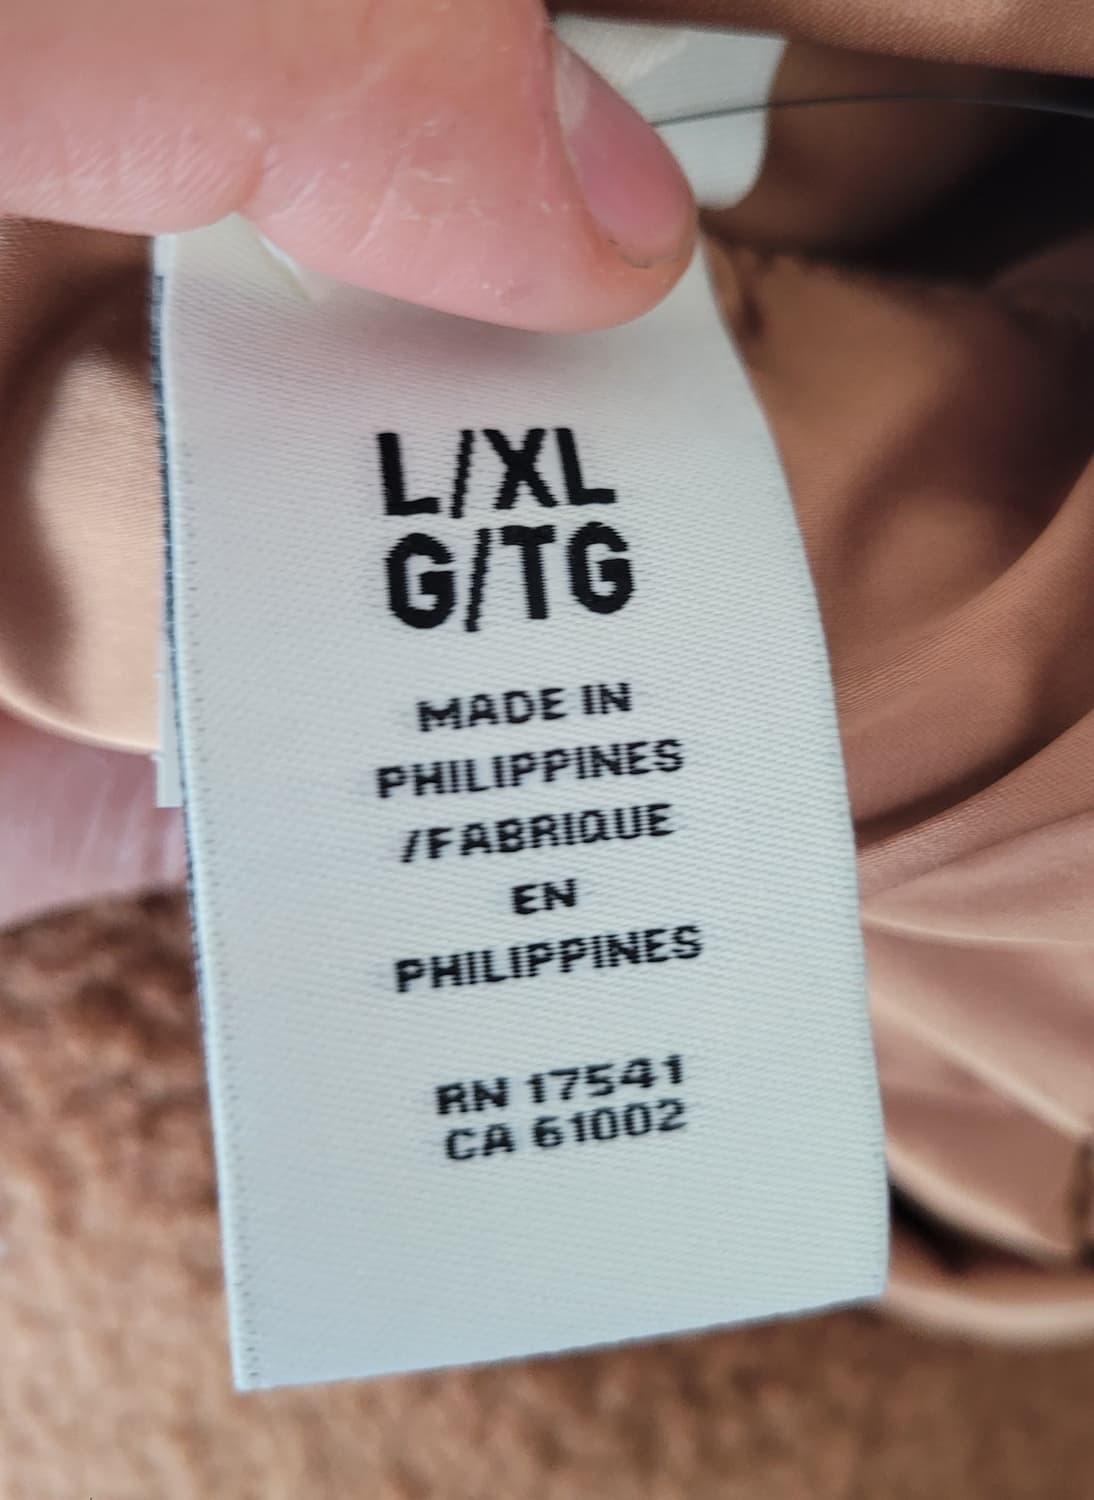 L/XL
G/TG
MADE IN
PHILIPPINES
/FABRIQUE
EN
PHILIPPINES
RN 17541
CA 61002